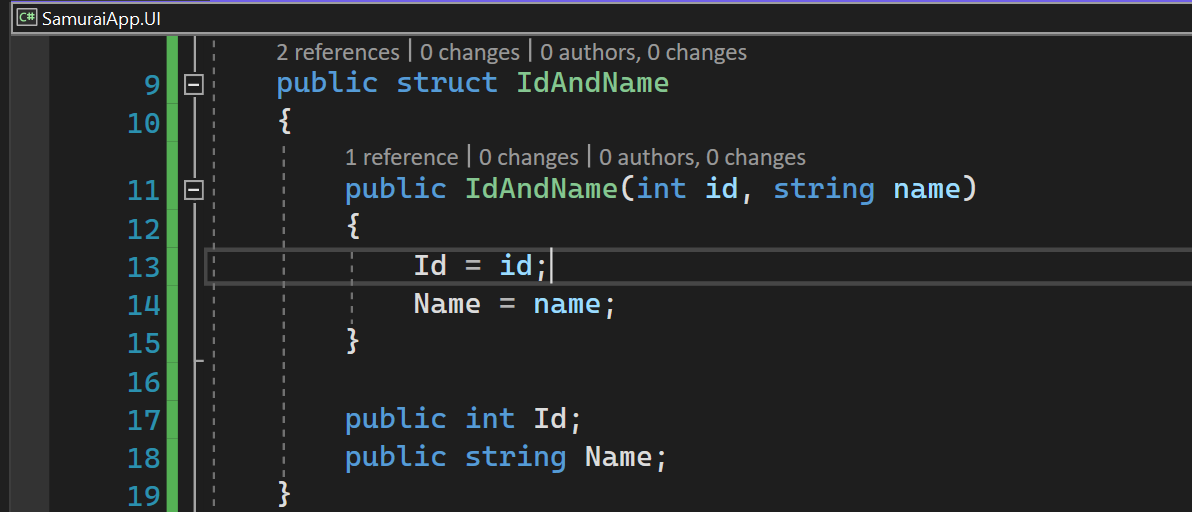 C# SamuraiApp.UI
2 references | 0 changes | 0 authors, 0 changes
9 public struct IdAndName
10 {
1 reference | 0 changes | 0 authors, 0 changes
11 public IdAndName(int id, string name)
12 {
13 Id = id;
14 Name = name;
15 }
16
17 public int Id;
18 public string Name;
19 }